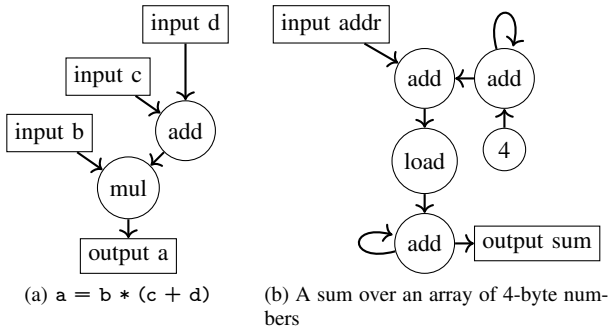 input d
input c
add
input b
mul
output a
(a) a = b * (c + d)
input addr
add
add
load
4
add
output sum
(b) A sum over an array of 4-byte num-
bers